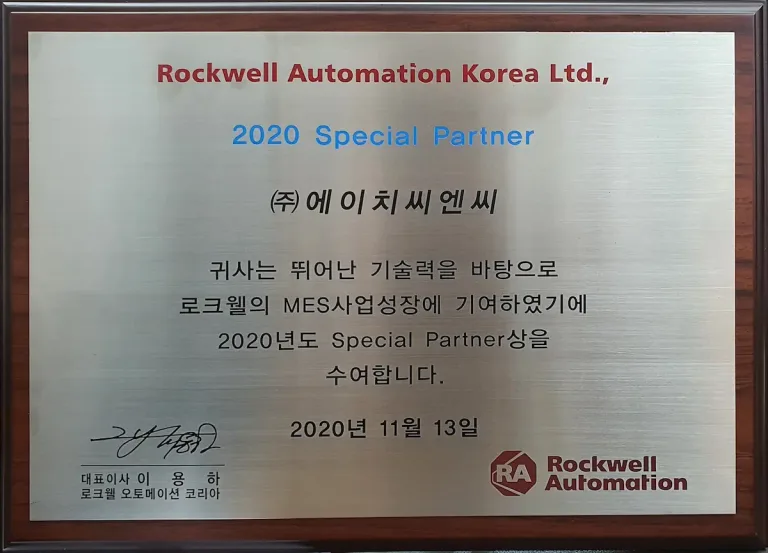 Rockwell Automation Korea Ltd.,
2020 Special Partner
㈜에이치씨엔씨
귀사는 뛰어난 기술력을 바탕으로
로크웰의 MES사업성장에 기여하였기에
2020년도 Special Partner상을
수여합니다.
2020년 11월 13일
대표이사 이 용 하
로크웰 오토메이션 코리아
RA
Rockwell
Automation